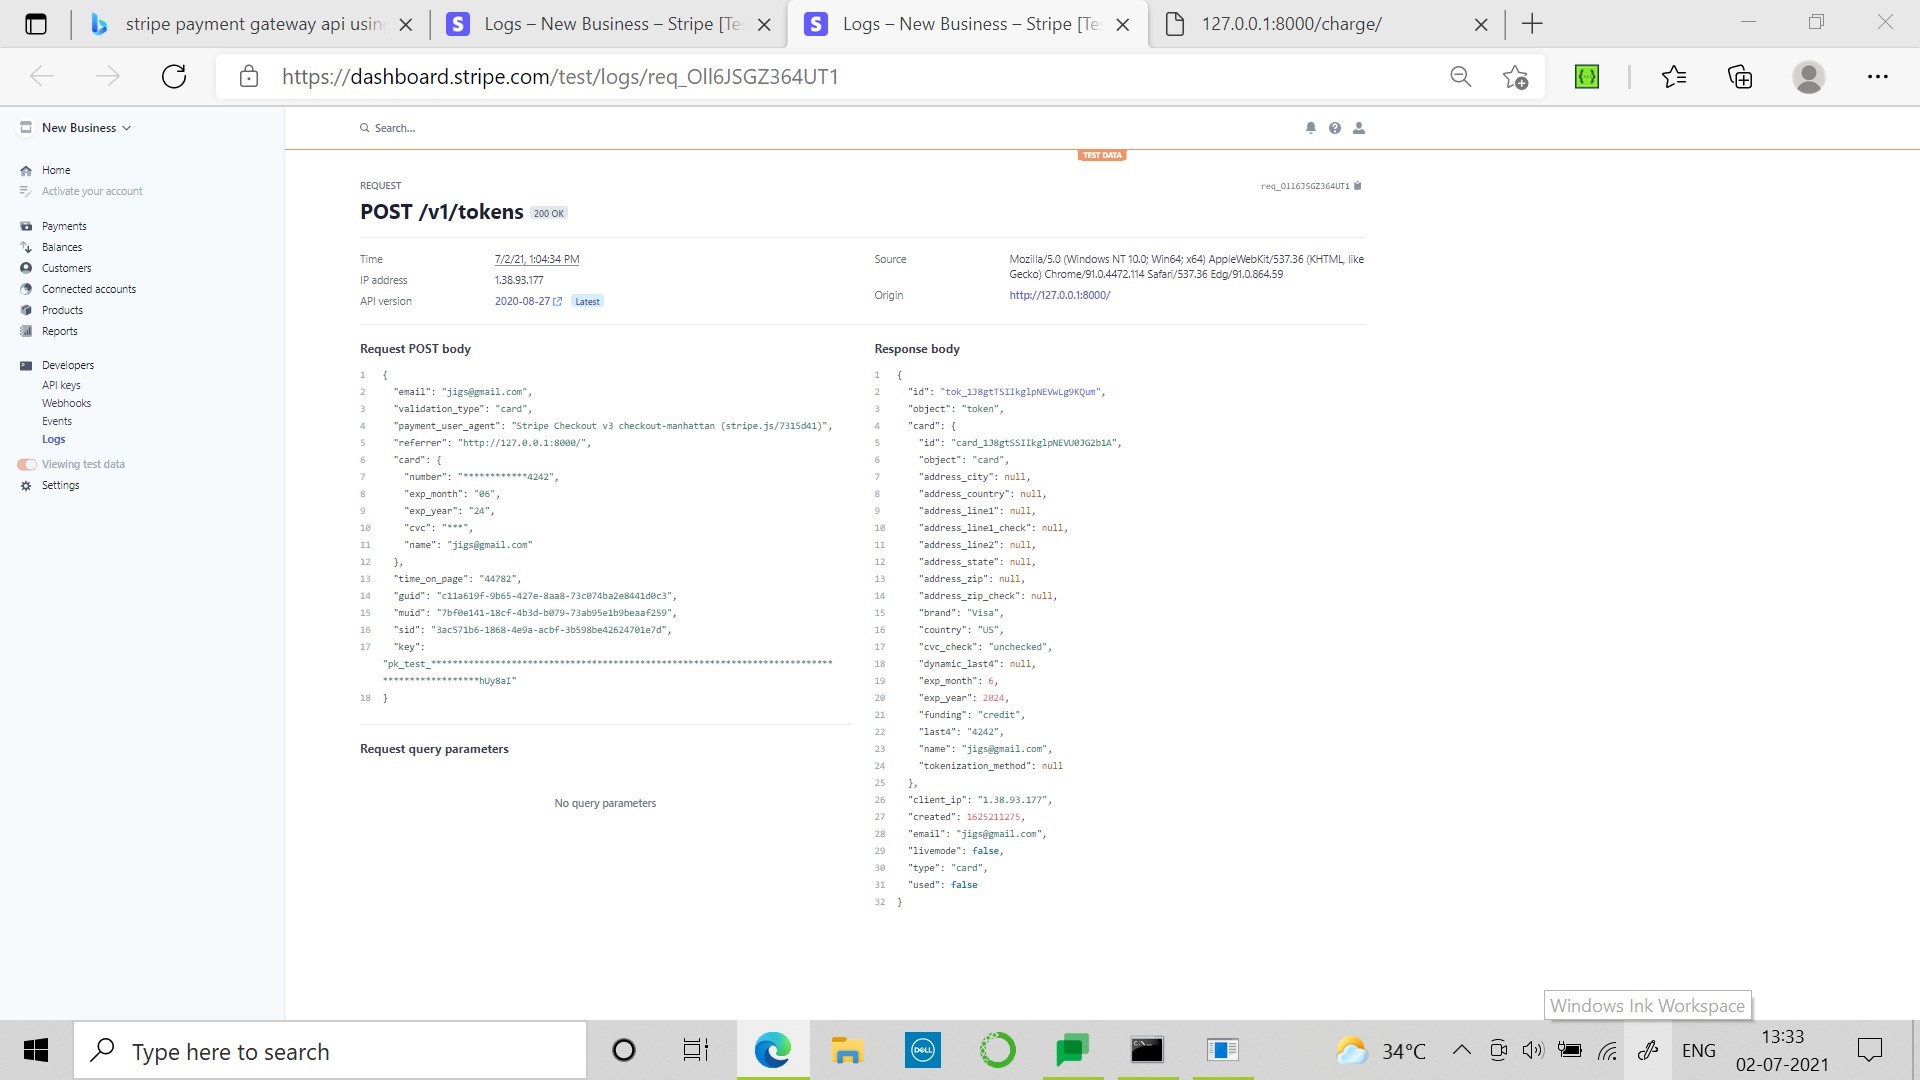 stripe payment gateway api usin
Logs – New Business – Stripe [Te
Logs – New Business – Stripe [Te
127.0.0.1:8000/charge/
https://dashboard.stripe.com/test/logs/req_Oll6JSGZ364UT1
New Business
Search...
TEST DATA
Home
Activate your account
Payments
Balances
Customers
Connected accounts
Products
Reports
Developers
API keys
Webhooks
Events
Logs
Viewing test data
Settings
REQUEST
req_Oll6JSGZ364UT1
POST /v1/tokens 200 OK
Time 7/2/21, 1:04:34 PM
IP address 1.38.93.177
API version 2020-08-27 Latest
Source Mozilla/5.0 (Windows NT 10.0; Win64; x64) AppleWebKit/537.36 (KHTML, like
Gecko) Chrome/91.0.4472.114 Safari/537.36 Edg/91.0.864.59
Origin http://127.0.0.1:8000/
Request POST body
1 {
2 "email": "jigs@gmail.com",
3 "validation_type": "card",
4 "payment_user_agent": "Stripe Checkout v3 checkout-manhattan (stripe.js/7315d41)",
5 "referrer": "http://127.0.0.1:8000/",
6 "card": {
7 "number": "************4242",
8 "exp_month": "06",
9 "exp_year": "24",
10 "cvc": "***",
11 "name": "jigs@gmail.com"
12 },
13 "time_on_page": "44782",
14 "guid": "c11a619f-9b65-427e-8aa8-73c074ba2e8441d0c3",
15 "muid": "7bf0e141-18cf-4b3d-b079-73ab95e1b9beaaf259",
16 "sid": "3ac571b6-1868-4e9a-acbf-3b598be42624701e7d",
17 "key":
"pk_test_***************************************************************************
******************hUy8aI"
18 }
Request query parameters
No query parameters
Response body
1 {
2 "id": "tok_1J8gtTSIIkglpNEVwLg9KQum",
3 "object": "token",
4 "card": {
5 "id": "card_1J8gtSSIIkglpNEVU0JG2b1A",
6 "object": "card",
7 "address_city": null,
8 "address_country": null,
9 "address_line1": null,
10 "address_line1_check": null,
11 "address_line2": null,
12 "address_state": null,
13 "address_zip": null,
14 "address_zip_check": null,
15 "brand": "Visa",
16 "country": "US",
17 "cvc_check": "unchecked",
18 "dynamic_last4": null,
19 "exp_month": 6,
20 "exp_year": 2024,
21 "funding": "credit",
22 "last4": "4242",
23 "name": "jigs@gmail.com",
24 "tokenization_method": null
25 },
26 "client_ip": "1.38.93.177",
27 "created": 1625211275,
28 "email": "jigs@gmail.com",
29 "livemode": false,
30 "type": "card",
31 "used": false
32 }
Windows Ink Workspace
Type here to search
DELL
34°C
ENG
13:33
02-07-2021